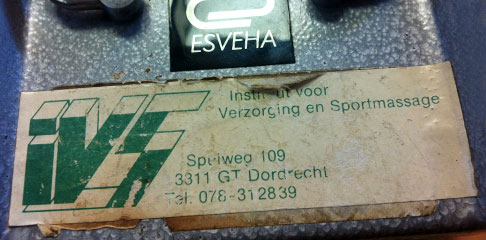 ESVEHA
iVS
Instituut voor
Verzorging en Sportmassage
Spuiweg 109
3311 GT Dordrecht
Tel. 078-312839